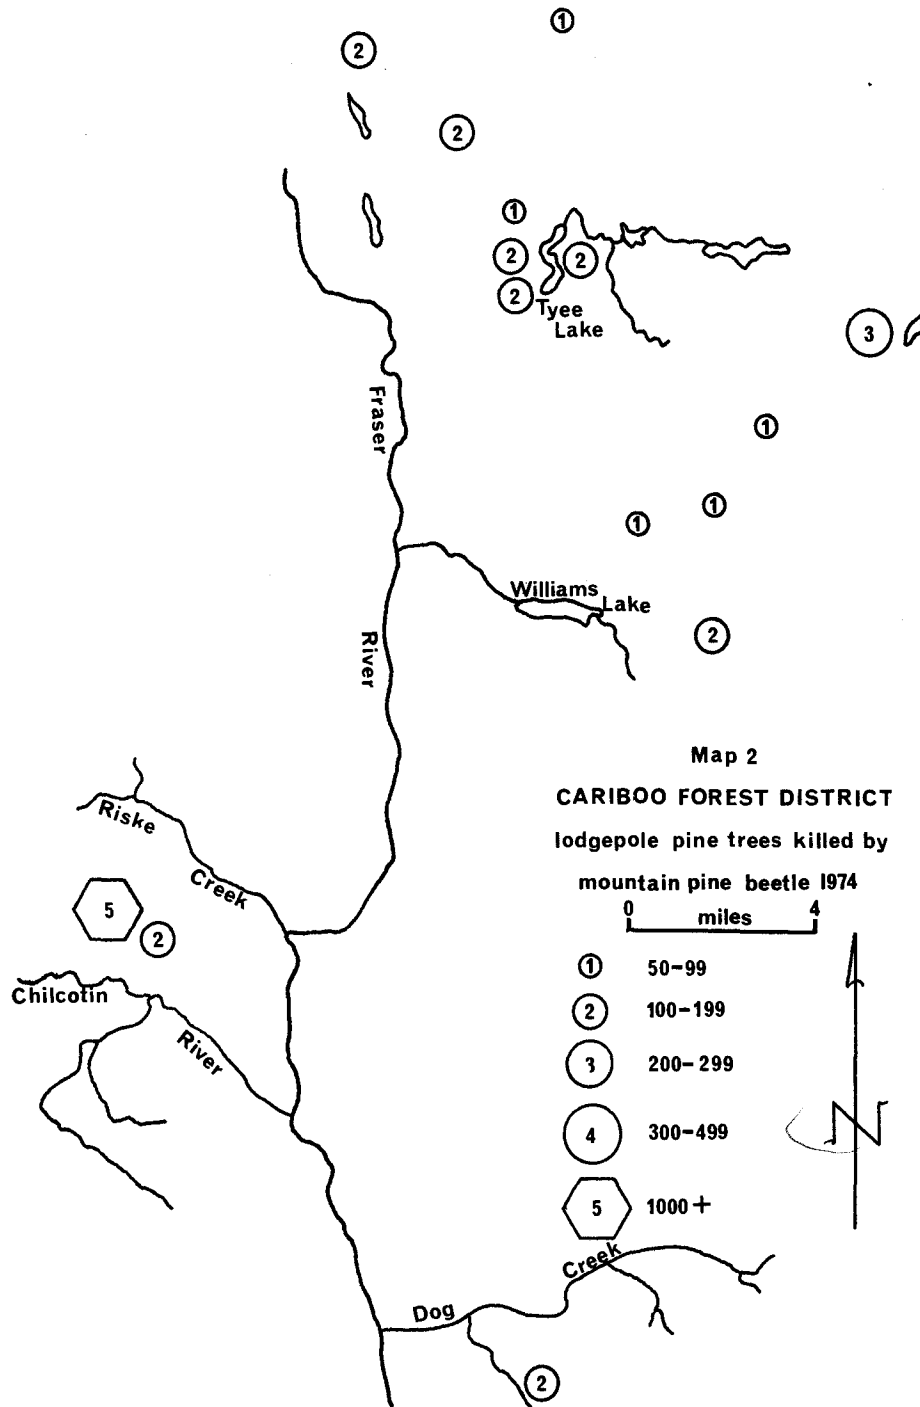 1
2
2
1
2
2
2
Tyee
Lake
3
Fraser
1
1
1
Williams
Lake
River
2
Map 2
CARIBOO FOREST DISTRICT
lodgepole pine trees killed by
mountain pine beetle 1974
0 4
miles
Riske
Creek
5
2
Chilcotin
River
1 50-99
2 100-199
3 200-299
4 300-499
5 1000+
N
Dog
Creek
2